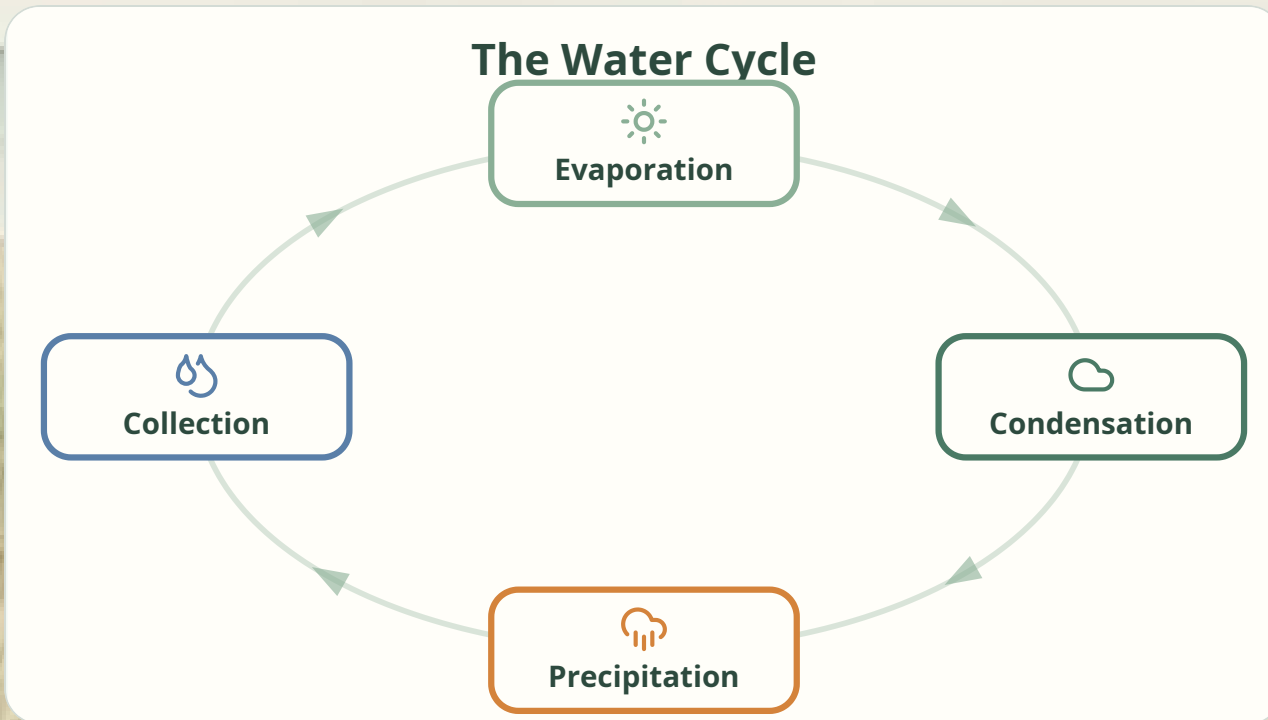 The Water Cycle
Evaporation
Collection
Condensation
Precipitation